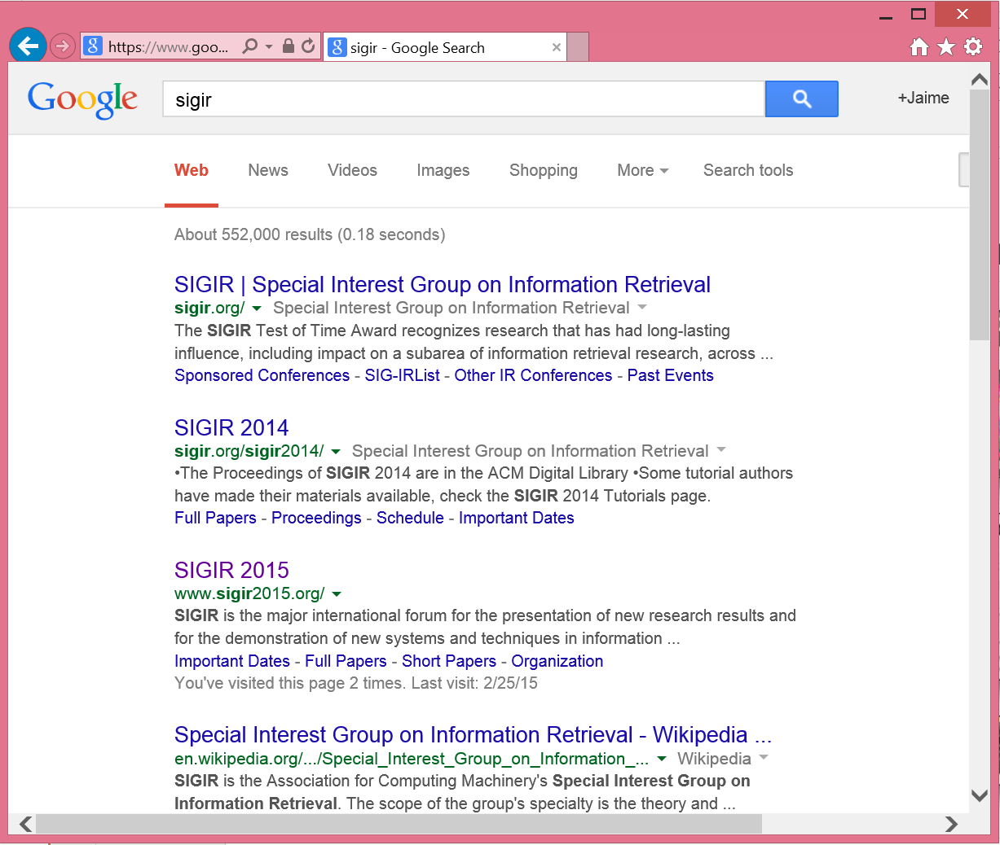 https://www.goo...
sigir - Google Search
Google
sigir
+Jaime
Web News Videos Images Shopping More Search tools
About 552,000 results (0.18 seconds)
SIGIR | Special Interest Group on Information Retrieval
sigir.org/ Special Interest Group on Information Retrieval
The SIGIR Test of Time Award recognizes research that has had long-lasting
influence, including impact on a subarea of information retrieval research, across ...
Sponsored Conferences - SIG-IRList - Other IR Conferences - Past Events
SIGIR 2014
sigir.org/sigir2014/ Special Interest Group on Information Retrieval
•The Proceedings of SIGIR 2014 are in the ACM Digital Library •Some tutorial authors
have made their materials available, check the SIGIR 2014 Tutorials page.
Full Papers - Proceedings - Schedule - Important Dates
SIGIR 2015
www.sigir2015.org/
SIGIR is the major international forum for the presentation of new research results and
for the demonstration of new systems and techniques in information ...
Important Dates - Full Papers - Short Papers - Organization
You've visited this page 2 times. Last visit: 2/25/15
Special Interest Group on Information Retrieval - Wikipedia ...
en.wikipedia.org/.../Special_Interest_Group_on_Information_... Wikipedia
SIGIR is the Association for Computing Machinery's Special Interest Group on
Information Retrieval. The scope of the group's specialty is the theory and ...